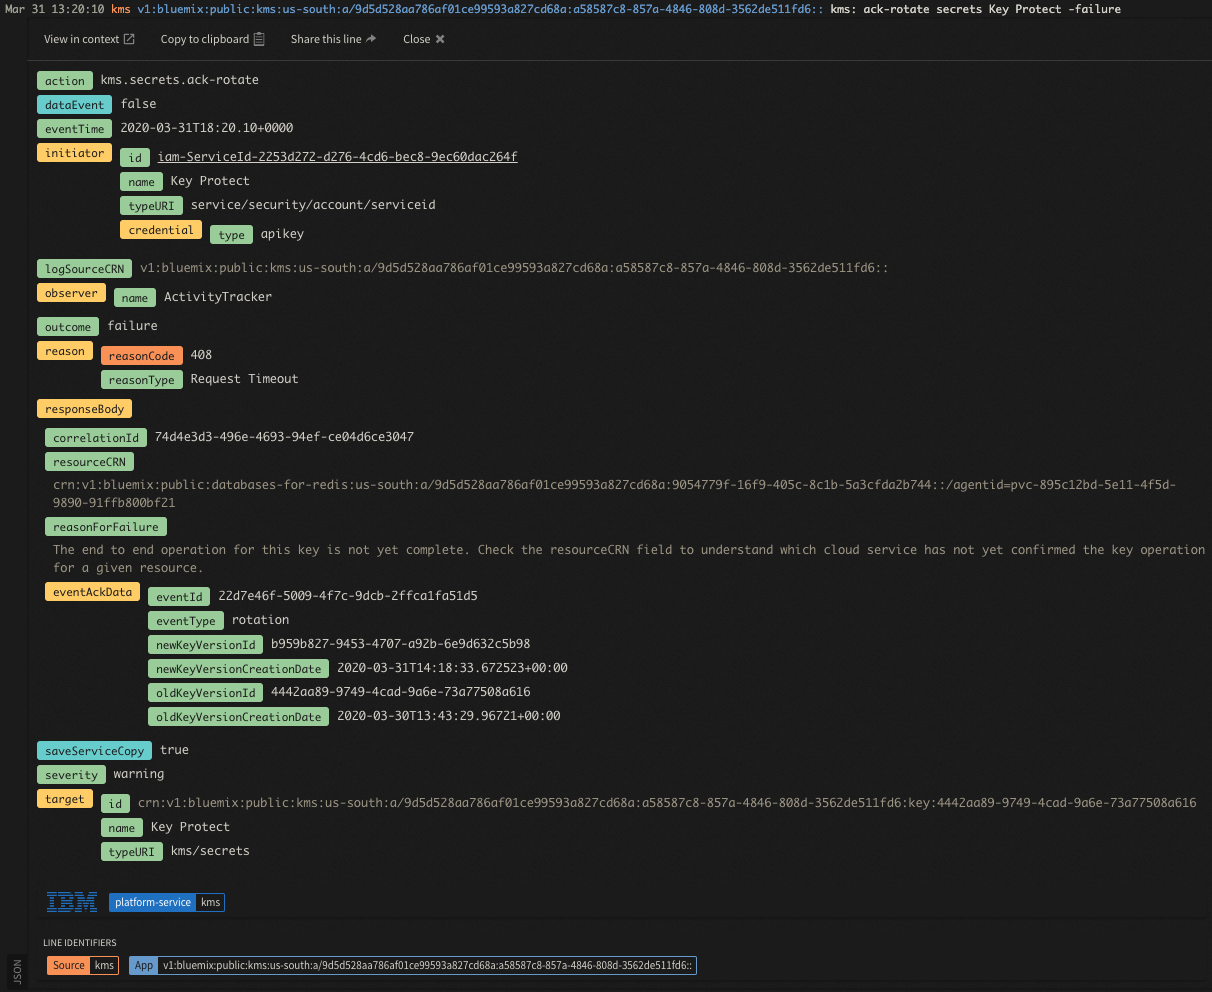 Mar 31 13:20:10 kms v1:bluemix:public:kms:us-south:a/9d5d528aa786af01ce99593a827cd68a:a58587c8-857a-4846-808d-3562de511fd6:: kms: ack-rotate secrets Key Protect -failure
View in context Copy to clipboard Share this line Close
action kms.secrets.ack-rotate
dataEvent false
eventTime 2020-03-31T18:20.10+0000
initiator
id iam-ServiceId-2253d272-d276-4cd6-bec8-9ec60dac264f
name Key Protect
typeURI service/security/account/serviceid
credential
type apikey
logSourceCRN v1:bluemix:public:kms:us-south:a/9d5d528aa786af01ce99593a827cd68a:a58587c8-857a-4846-808d-3562de511fd6::
observer
name ActivityTracker
outcome failure
reason
reasonCode 408
reasonType Request Timeout
responseBody
correlationId 74d4e3d3-496e-4693-94ef-ce04d6ce3047
resourceCRN
crn:v1:bluemix:public:databases-for-redis:us-south:a/9d5d528aa786af01ce99593a827cd68a:9054779f-16f9-405c-8c1b-5a3cfda2b744::/agentid=pvc-895c12bd-5e11-4f5d-
9890-91ffb800bf21
reasonForFailure
The end to end operation for this key is not yet complete. Check the resourceCRN field to understand which cloud service has not yet confirmed the key operation
for a given resource.
eventAckData
eventId 22d7e46f-5009-4f7c-9dcb-2ffca1fa51d5
eventType rotation
newKeyVersionId b959b827-9453-4707-a92b-6e9d632c5b98
newKeyVersionCreationDate 2020-03-31T14:18:33.672523+00:00
oldKeyVersionId 4442aa89-9749-4cad-9a6e-73a77508a616
oldKeyVersionCreationDate 2020-03-30T13:43:29.96721+00:00
saveServiceCopy true
severity warning
target
id crn:v1:bluemix:public:kms:us-south:a/9d5d528aa786af01ce99593a827cd68a:a58587c8-857a-4846-808d-3562de511fd6:key:4442aa89-9749-4cad-9a6e-73a77508a616
name Key Protect
typeURI kms/secrets
IBM platform-service kms
LINE IDENTIFIERS
Source kms App v1:bluemix:public:kms:us-south:a/9d5d528aa786af01ce99593a827cd68a:a58587c8-857a-4846-808d-3562de511fd6::
JSON